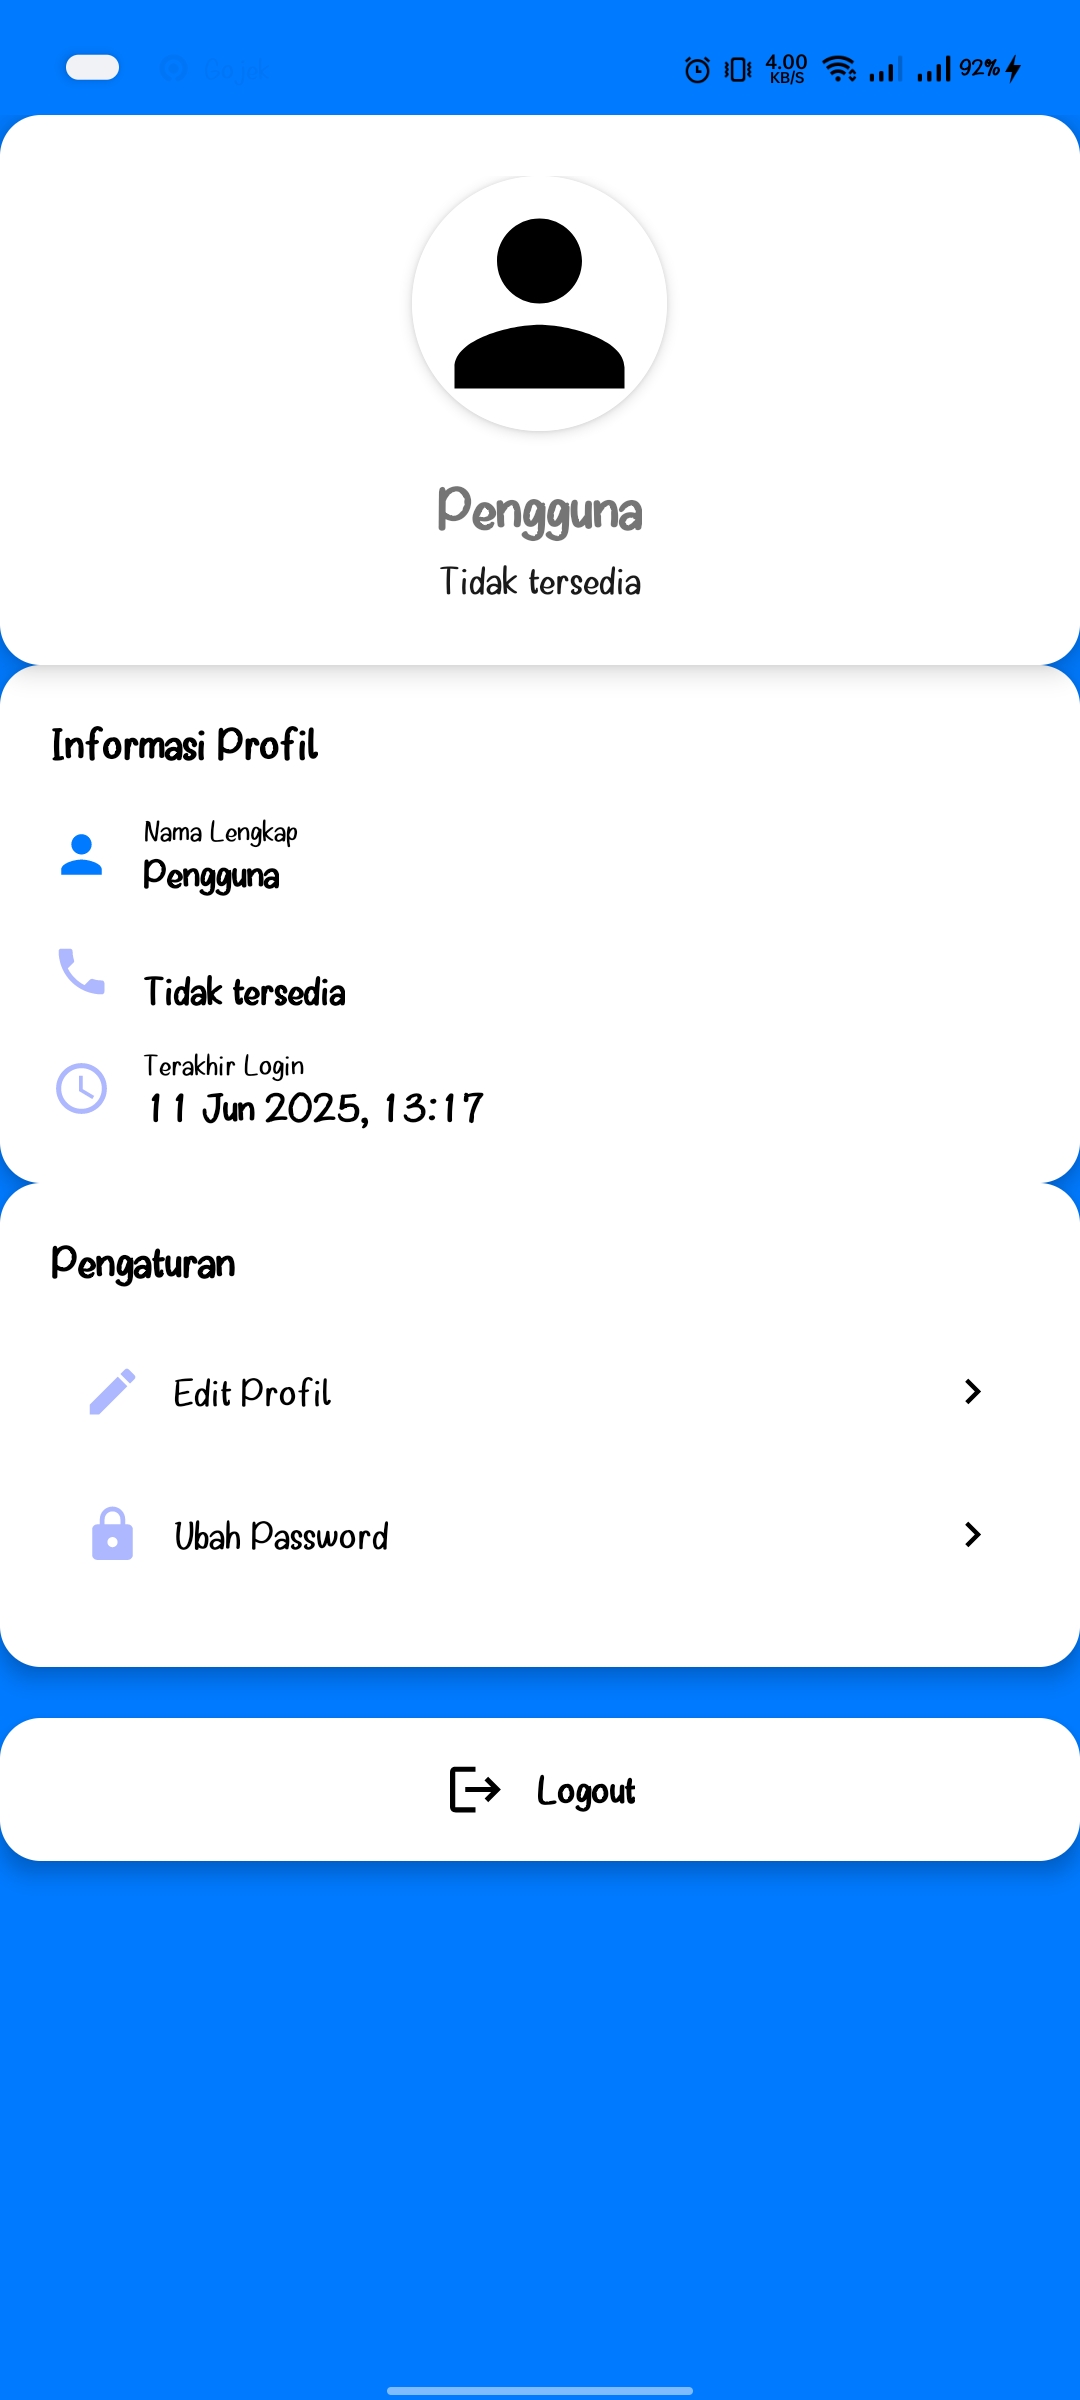 Gojek
4.00
KB/S
92%
Pengguna
Tidak tersedia
Informasi Profil
Nama Lengkap
Pengguna
Tidak tersedia
Terakhir Login
11 Jun 2025, 13:17
Pengaturan
Edit Profil
Ubah Password
Logout